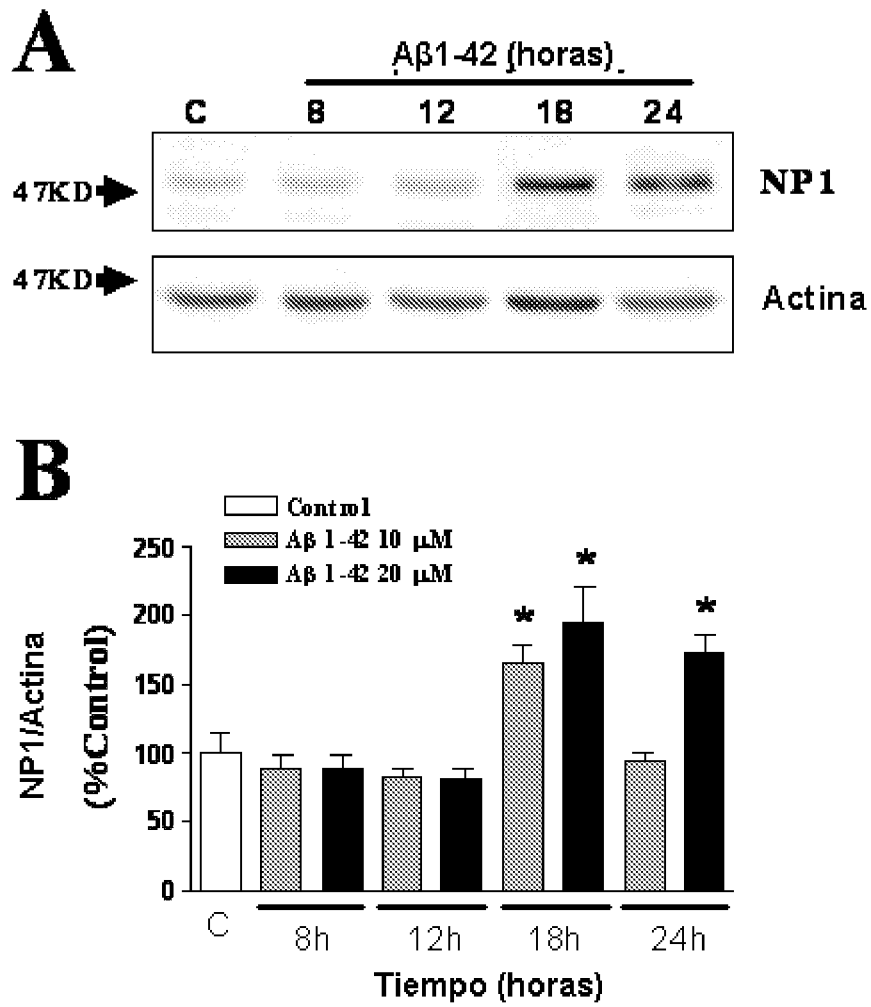 A
Aβ1-42 (horas)
C 8 12 18 24
47KD NP1
47KD Actina
B
Control
Aβ 1-42 10 μM
Aβ 1-42 20 μM
NP1/Actina
(%Control)
250
200
150
100
50
0
* * *
C 8h 12h 18h 24h
Tiempo (horas)